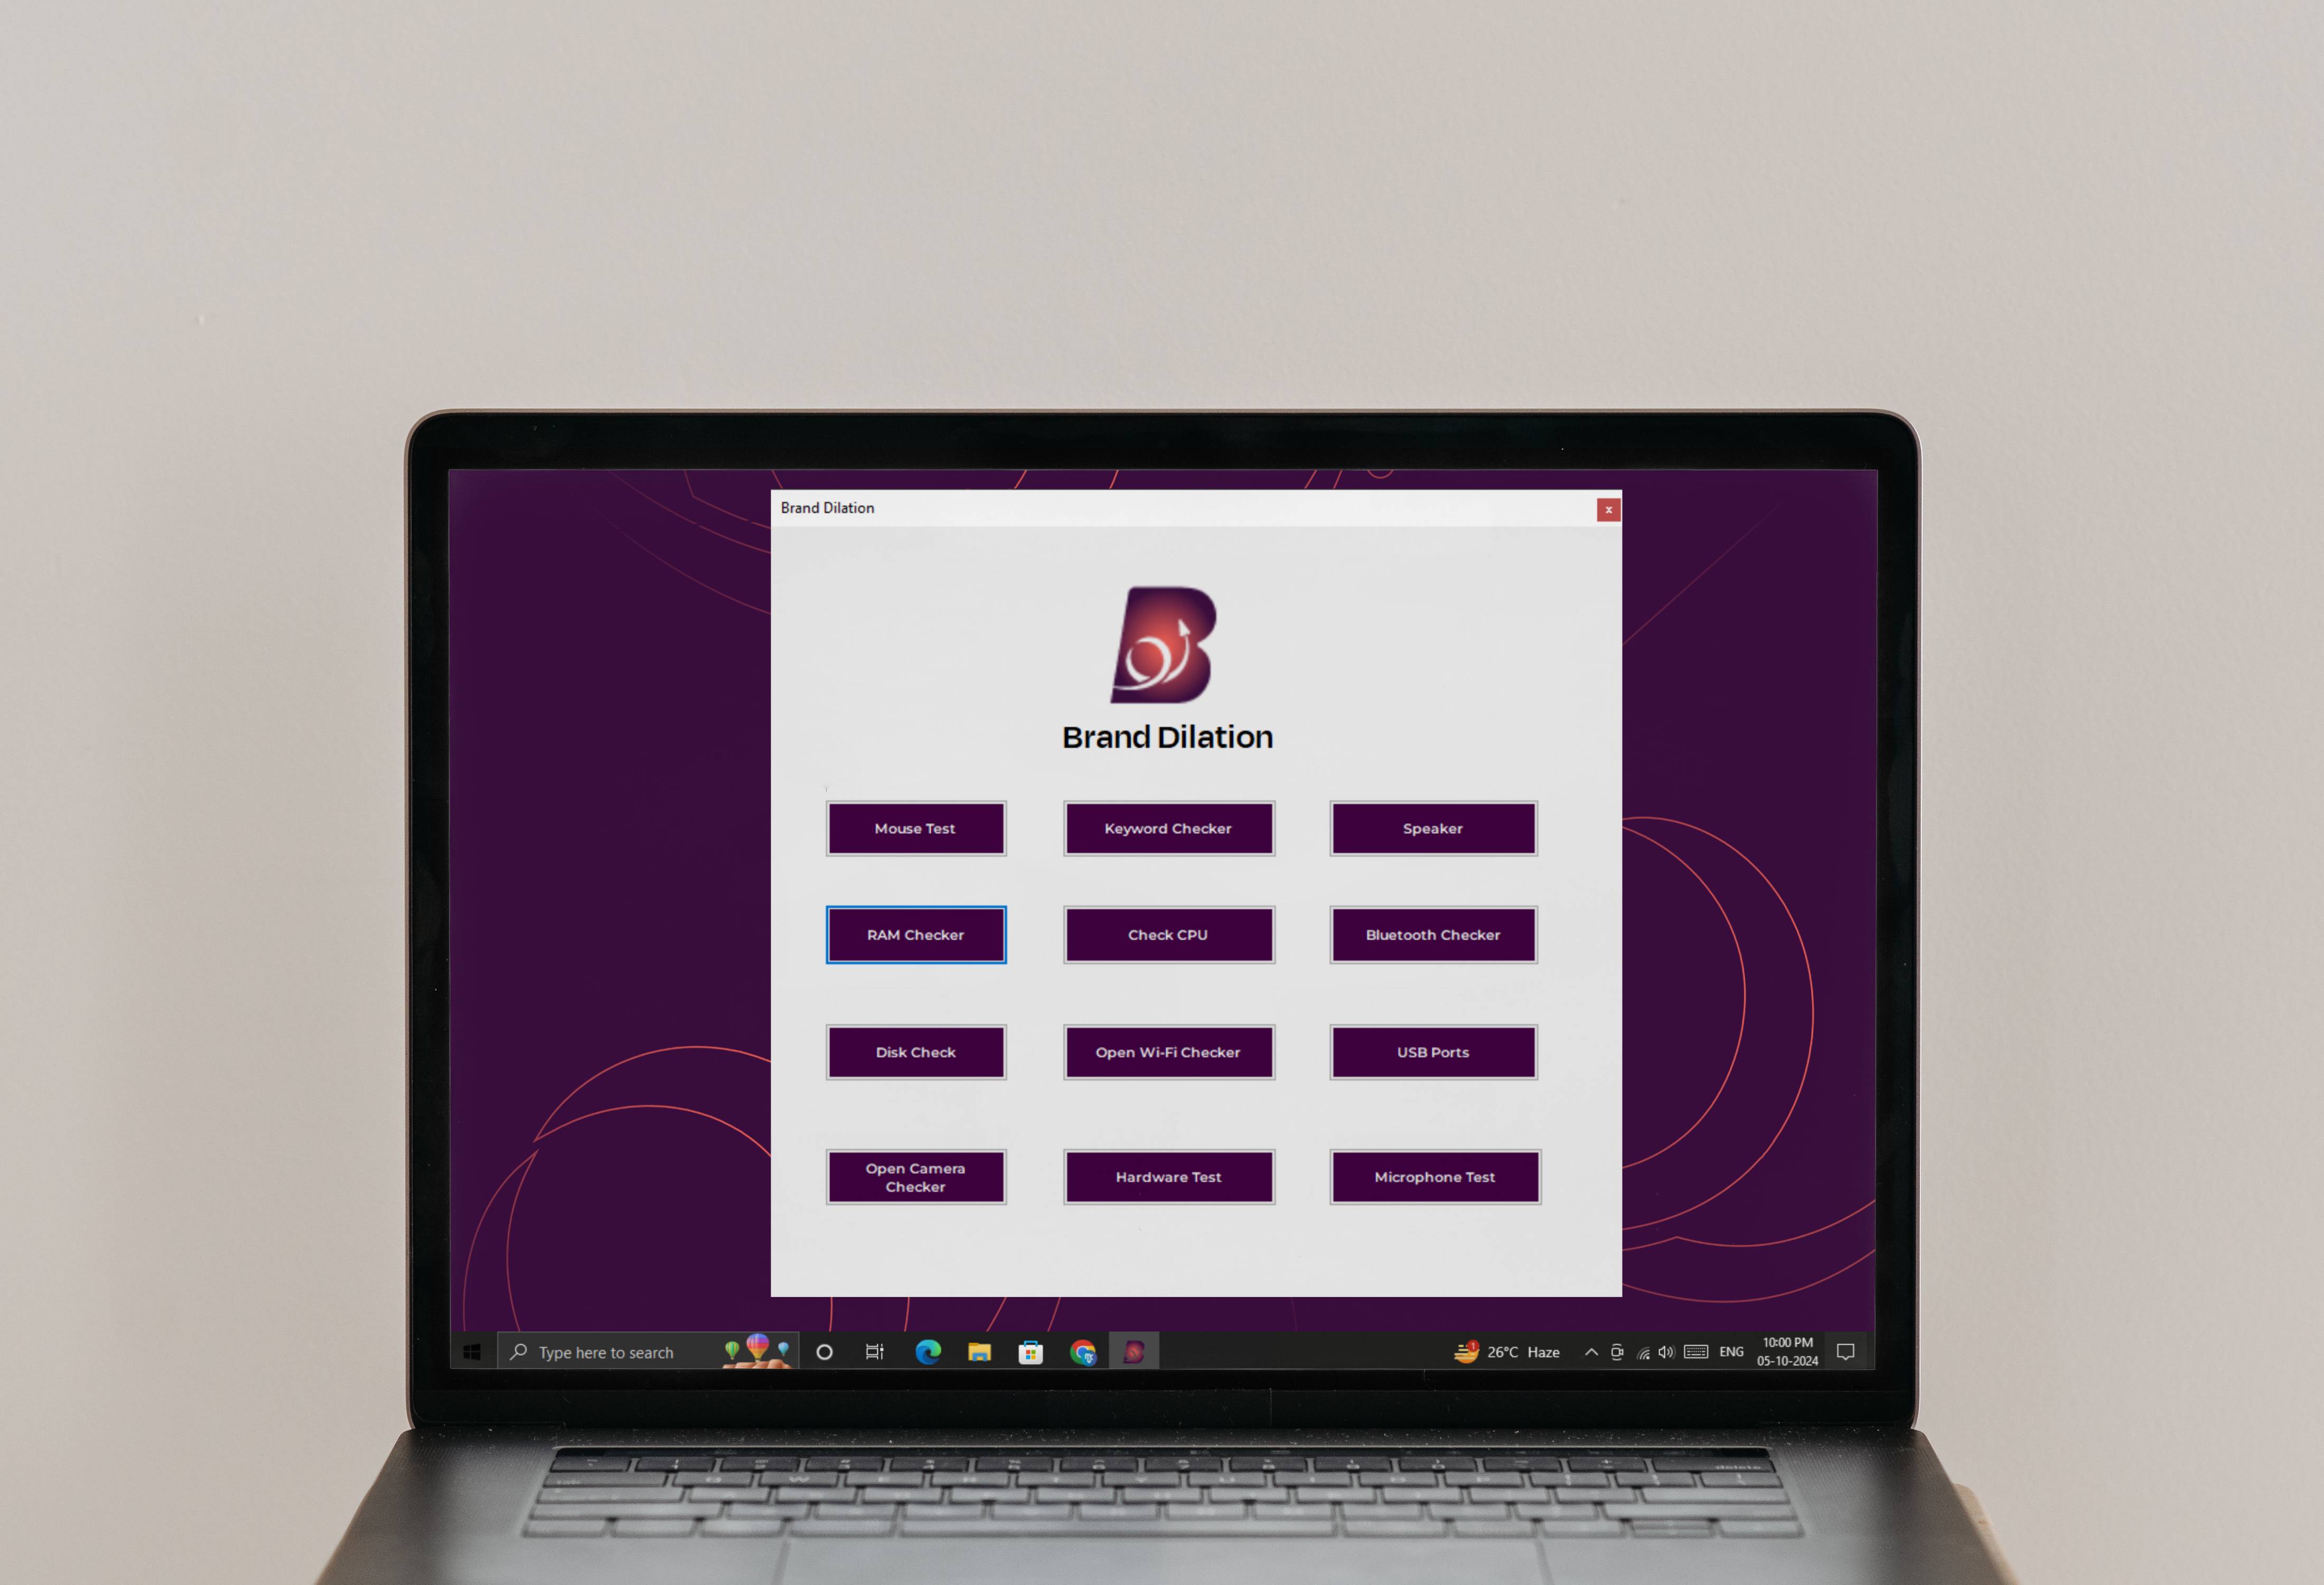 Brand Dilation
x
Brand Dilation
Mouse Test
Keyword Checker
Speaker
RAM Checker
Check CPU
Bluetooth Checker
Disk Check
Open Wi-Fi Checker
USB Ports
Open Camera
Checker
Hardware Test
Microphone Test
Type here to search
1
26°C Haze
ENG
10:00 PM
05-10-2024
delete